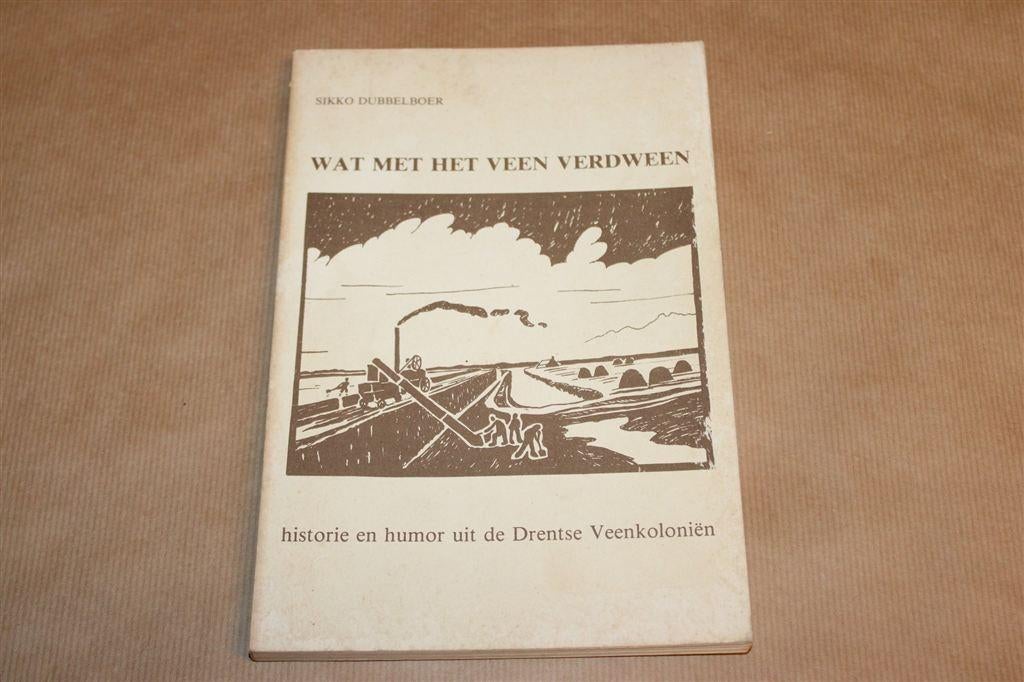 SIKKO DUBBELBOER
WAT MET HET VEEN VERDWEEN
historie en humor uit de Drentse Veenkoloniën